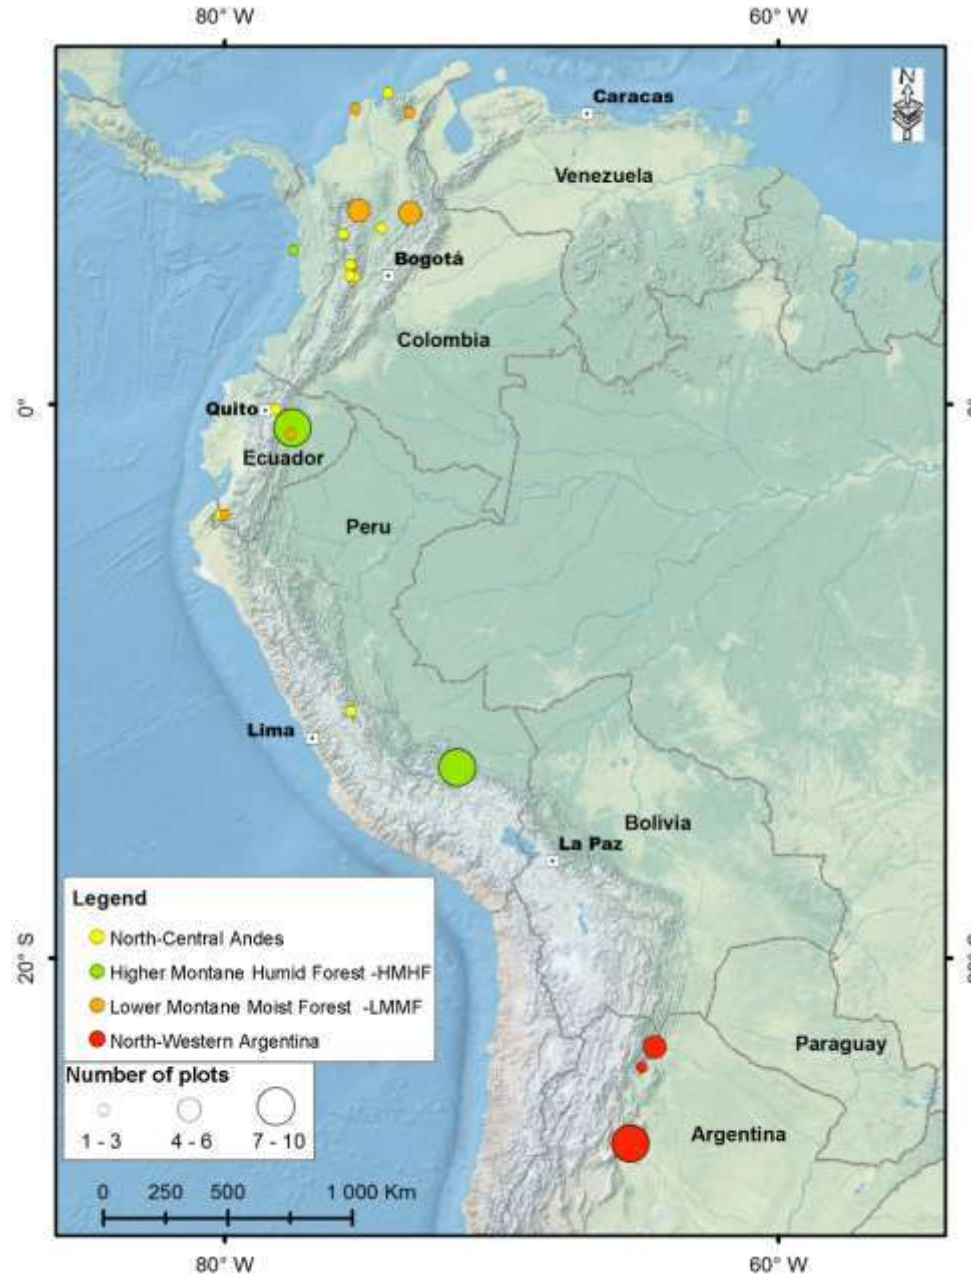 80° W
60° W
N
Caracas
Venezuela
Bogotá
Colombia
0°
Quito
Ecuador
Peru
Lima
Bolivia
La Paz
Legend
North-Central Andes
Higher Montane Humid Forest -HMHF
Lower Montane Moist Forest -LMMF
North-Western Argentina
20° S
Paraguay
Number of plots
1 - 3
4 - 6
7 - 10
Argentina
0 250 500 1 000 Km
80° W
60° W